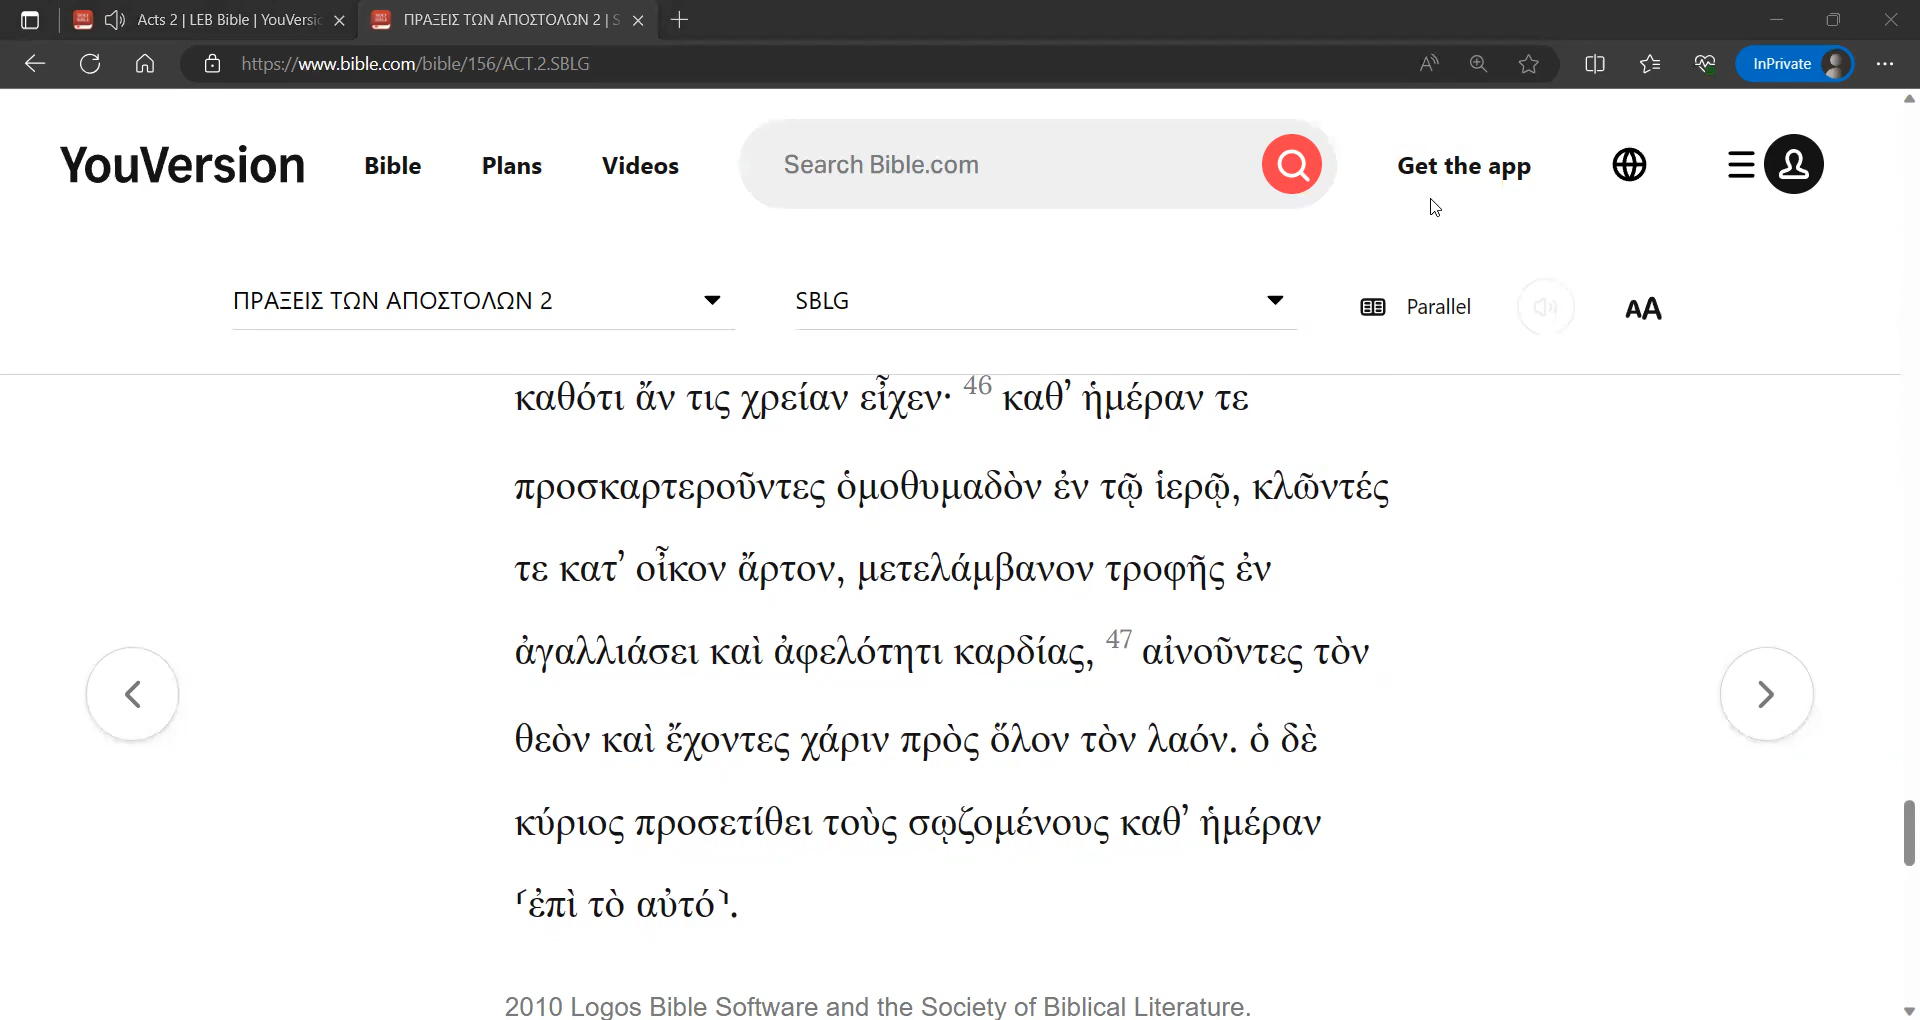 Acts 2 | LEB Bible | YouVersi
ΠΡΑΞΕΙΣ ΤΩΝ ΑΠΟΣΤΟΛΩΝ 2 | S
https://www.bible.com/bible/156/ACT.2.SBLG
InPrivate
YouVersion
Bible
Plans
Videos
Search Bible.com
Get the app
ΠΡΑΞΕΙΣ ΤΩΝ ΑΠΟΣΤΟΛΩΝ 2
SBLG
Parallel
AA
καθότι ἄν τις χρείαν εἶχεν· 46 καθ’ ἡμέραν τε
προσκαρτεροῦντες ὁμοθυμαδὸν ἐν τῷ ἱερῷ, κλῶντές
τε κατ’ οἶκον ἄρτον, μετελάμβανον τροφῆς ἐν
ἀγαλλιάσει καὶ ἀφελότητι καρδίας, 47 αἰνοῦντες τὸν
θεὸν καὶ ἔχοντες χάριν πρὸς ὅλον τὸν λαόν. ὁ δὲ
κύριος προσετίθει τοὺς σῳζομένους καθ’ ἡμέραν
⸂ἐπὶ τὸ αὐτό⸃.
2010 Logos Bible Software and the Society of Biblical Literature.